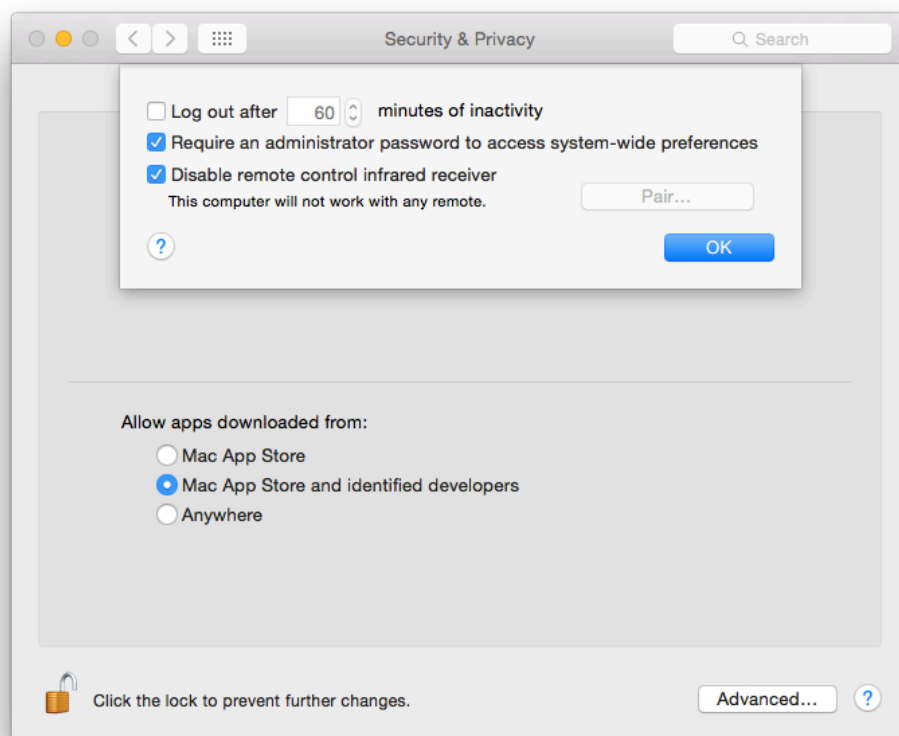 Security & Privacy
Search
Log out after 60 minutes of inactivity
Require an administrator password to access system-wide preferences
Disable remote control infrared receiver
This computer will not work with any remote.
Pair...
?
OK
Allow apps downloaded from:
Mac App Store
Mac App Store and identified developers
Anywhere
Click the lock to prevent further changes.
Advanced...
?